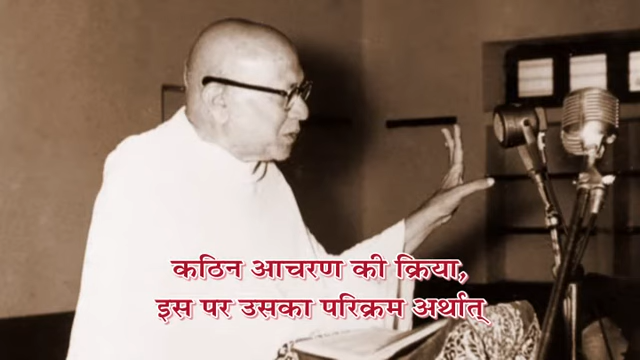 कठिन आचरण की क्रिया,
इस पर उसका परिक्रम अर्थात्